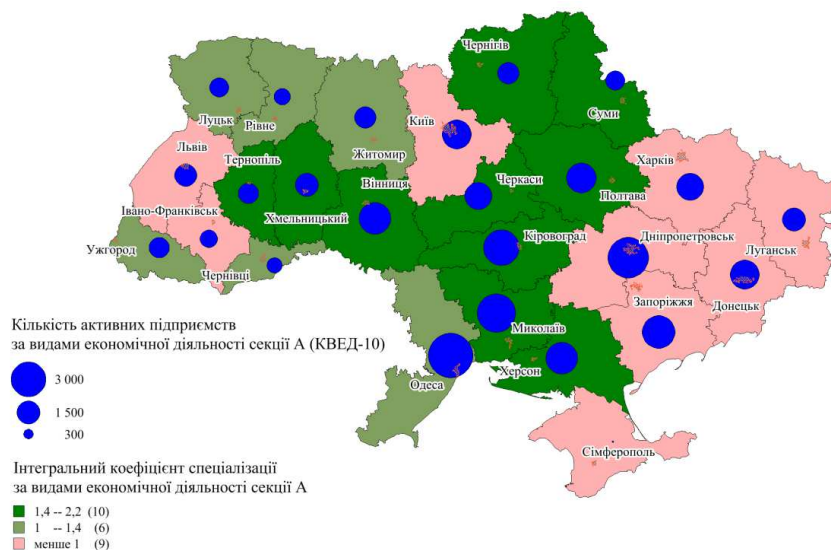 Чернігів
Суми
Луцьк
Рівне
Київ
Житомир
Львів
Тернопіль
Харків
Черкаси
Вінниця
Полтава
Хмельницький
Івано-Франківськ
Ужгород
Чернівці
Кіровоград
Дніпропетровськ
Луганськ
Запоріжжя
Донецьк
Миколаїв
Херсон
Одеса
Сімферополь
Кількість активних підприємств
за видами економічної діяльності секції А (КВЕД-10)
3 000
1 500
300
Інтегральний коефіцієнт спеціалізації
за видами економічної діяльності секції А
1,4 -- 2,2 (10)
1 -- 1,4 (6)
менше 1 (9)